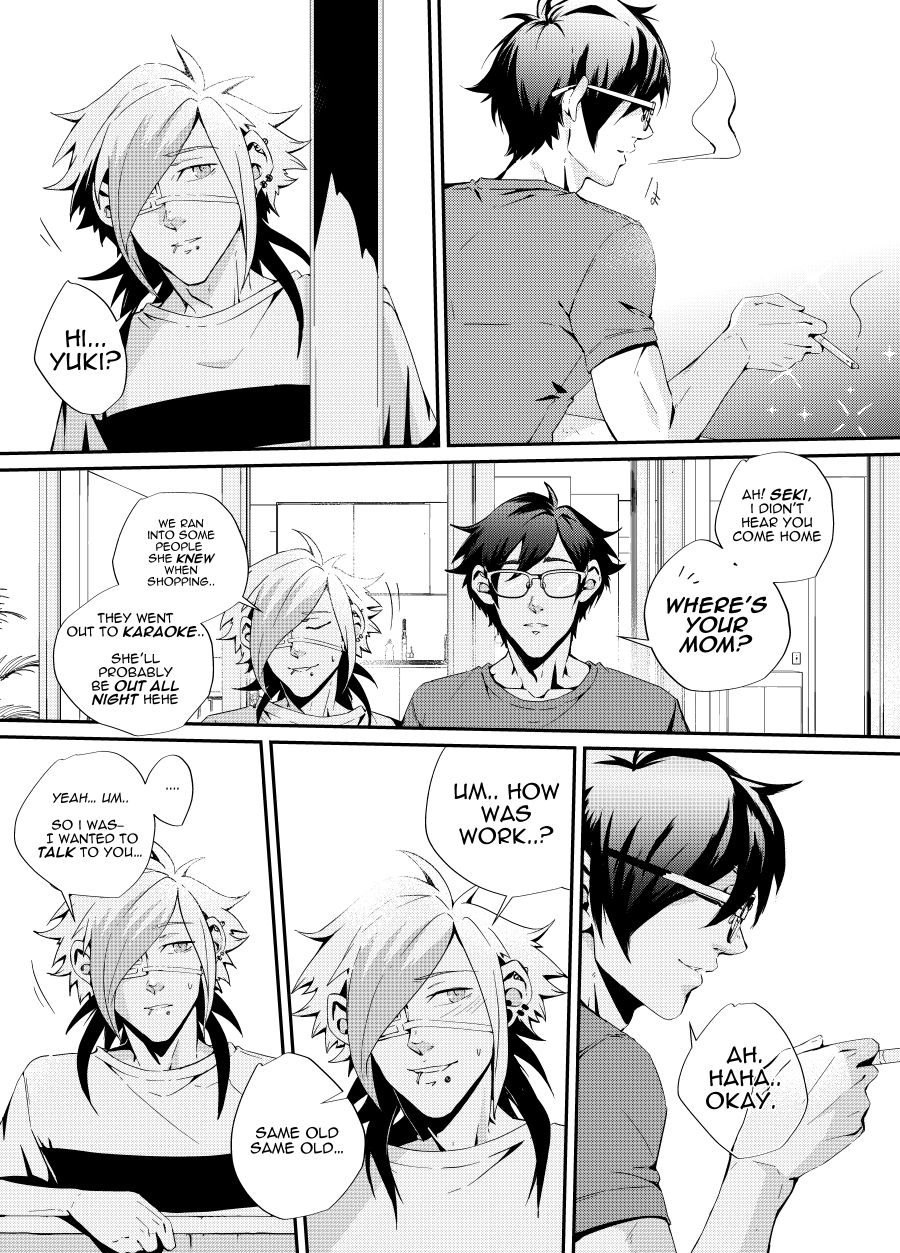 HI...
YUKI?
AH! SEKI,
I DIDN'T
HEAR YOU
COME HOME
WHERE'S
YOUR
MOM?
WE RAN
INTO SOME
PEOPLE
SHE KNEW
WHEN
SHOPPING..
THEY WENT
OUT TO KARAOKE..
SHE'LL
PROBABLY
BE OUT ALL
NIGHT HEHE
AH,
HAHA..
OKAY.
UM.. HOW
WAS
WORK..?
SAME OLD
SAME OLD...
....
YEAH... UM..
SO I WAS-
I WANTED TO
TALK TO YOU...